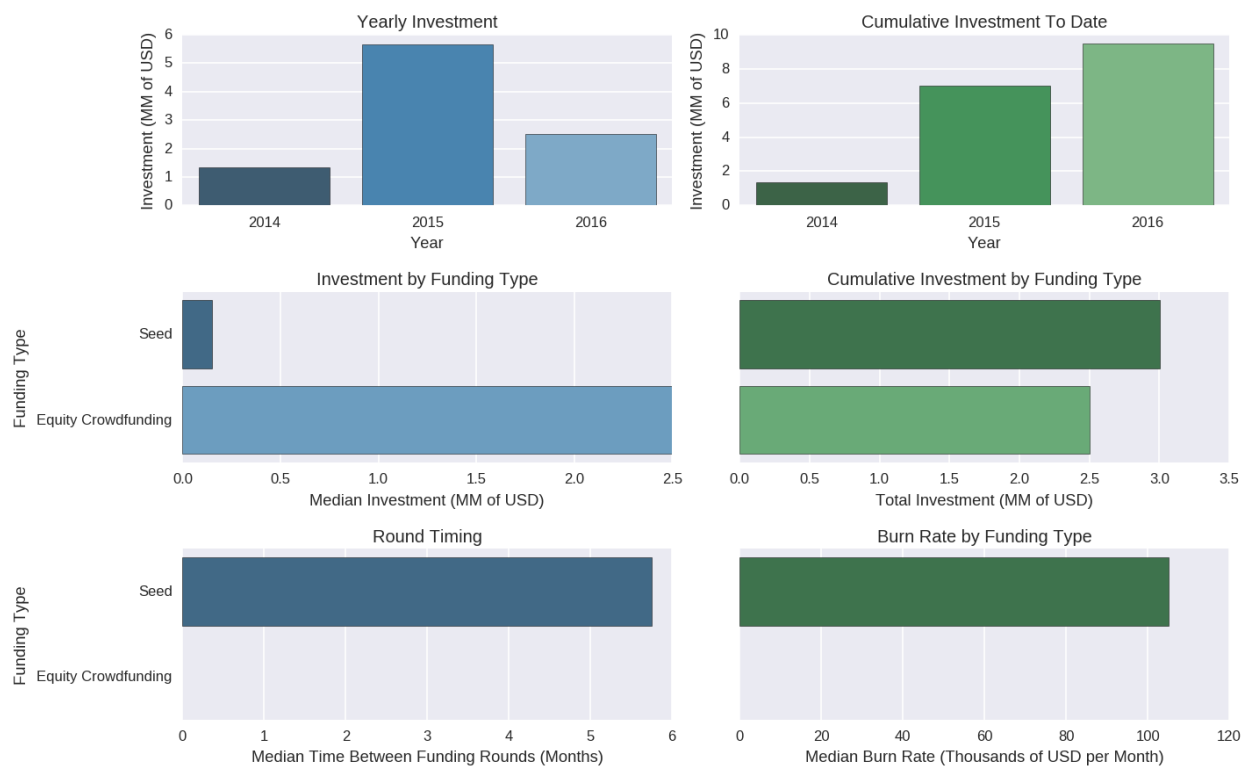 Yearly Investment
Investment (MM of USD)
6
5
4
3
2
1
0
2014 2015 2016
Year
Cumulative Investment To Date
Investment (MM of USD)
10
8
6
4
2
0
2014 2015 2016
Year
Investment by Funding Type
Funding Type
Seed
Equity Crowdfunding
0.0 0.5 1.0 1.5 2.0 2.5
Median Investment (MM of USD)
Cumulative Investment by Funding Type
0.0 0.5 1.0 1.5 2.0 2.5 3.0 3.5
Total Investment (MM of USD)
Round Timing
Funding Type
Seed
Equity Crowdfunding
0 1 2 3 4 5 6
Median Time Between Funding Rounds (Months)
Burn Rate by Funding Type
0 20 40 60 80 100 120
Median Burn Rate (Thousands of USD per Month)